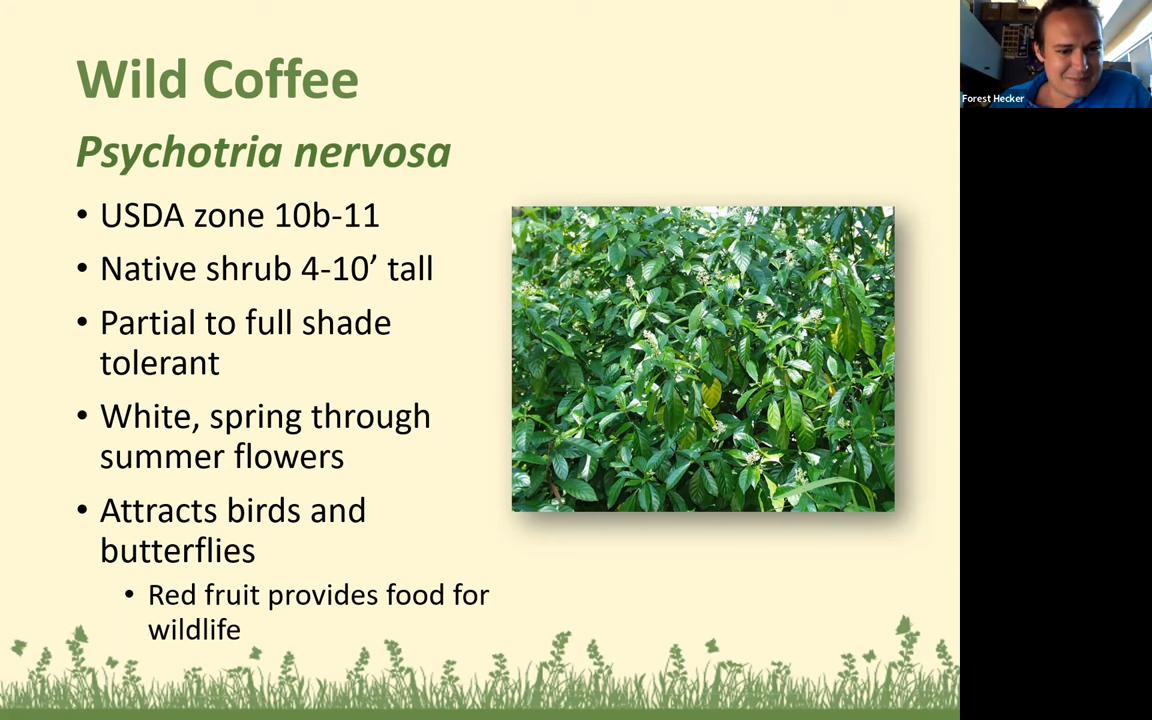 Wild Coffee
Psychotria nervosa
• USDA zone 10b-11
• Native shrub 4-10’ tall
• Partial to full shade
tolerant
• White, spring through
summer flowers
• Attracts birds and
butterflies
• Red fruit provides food for
wildlife
Forest Hecker